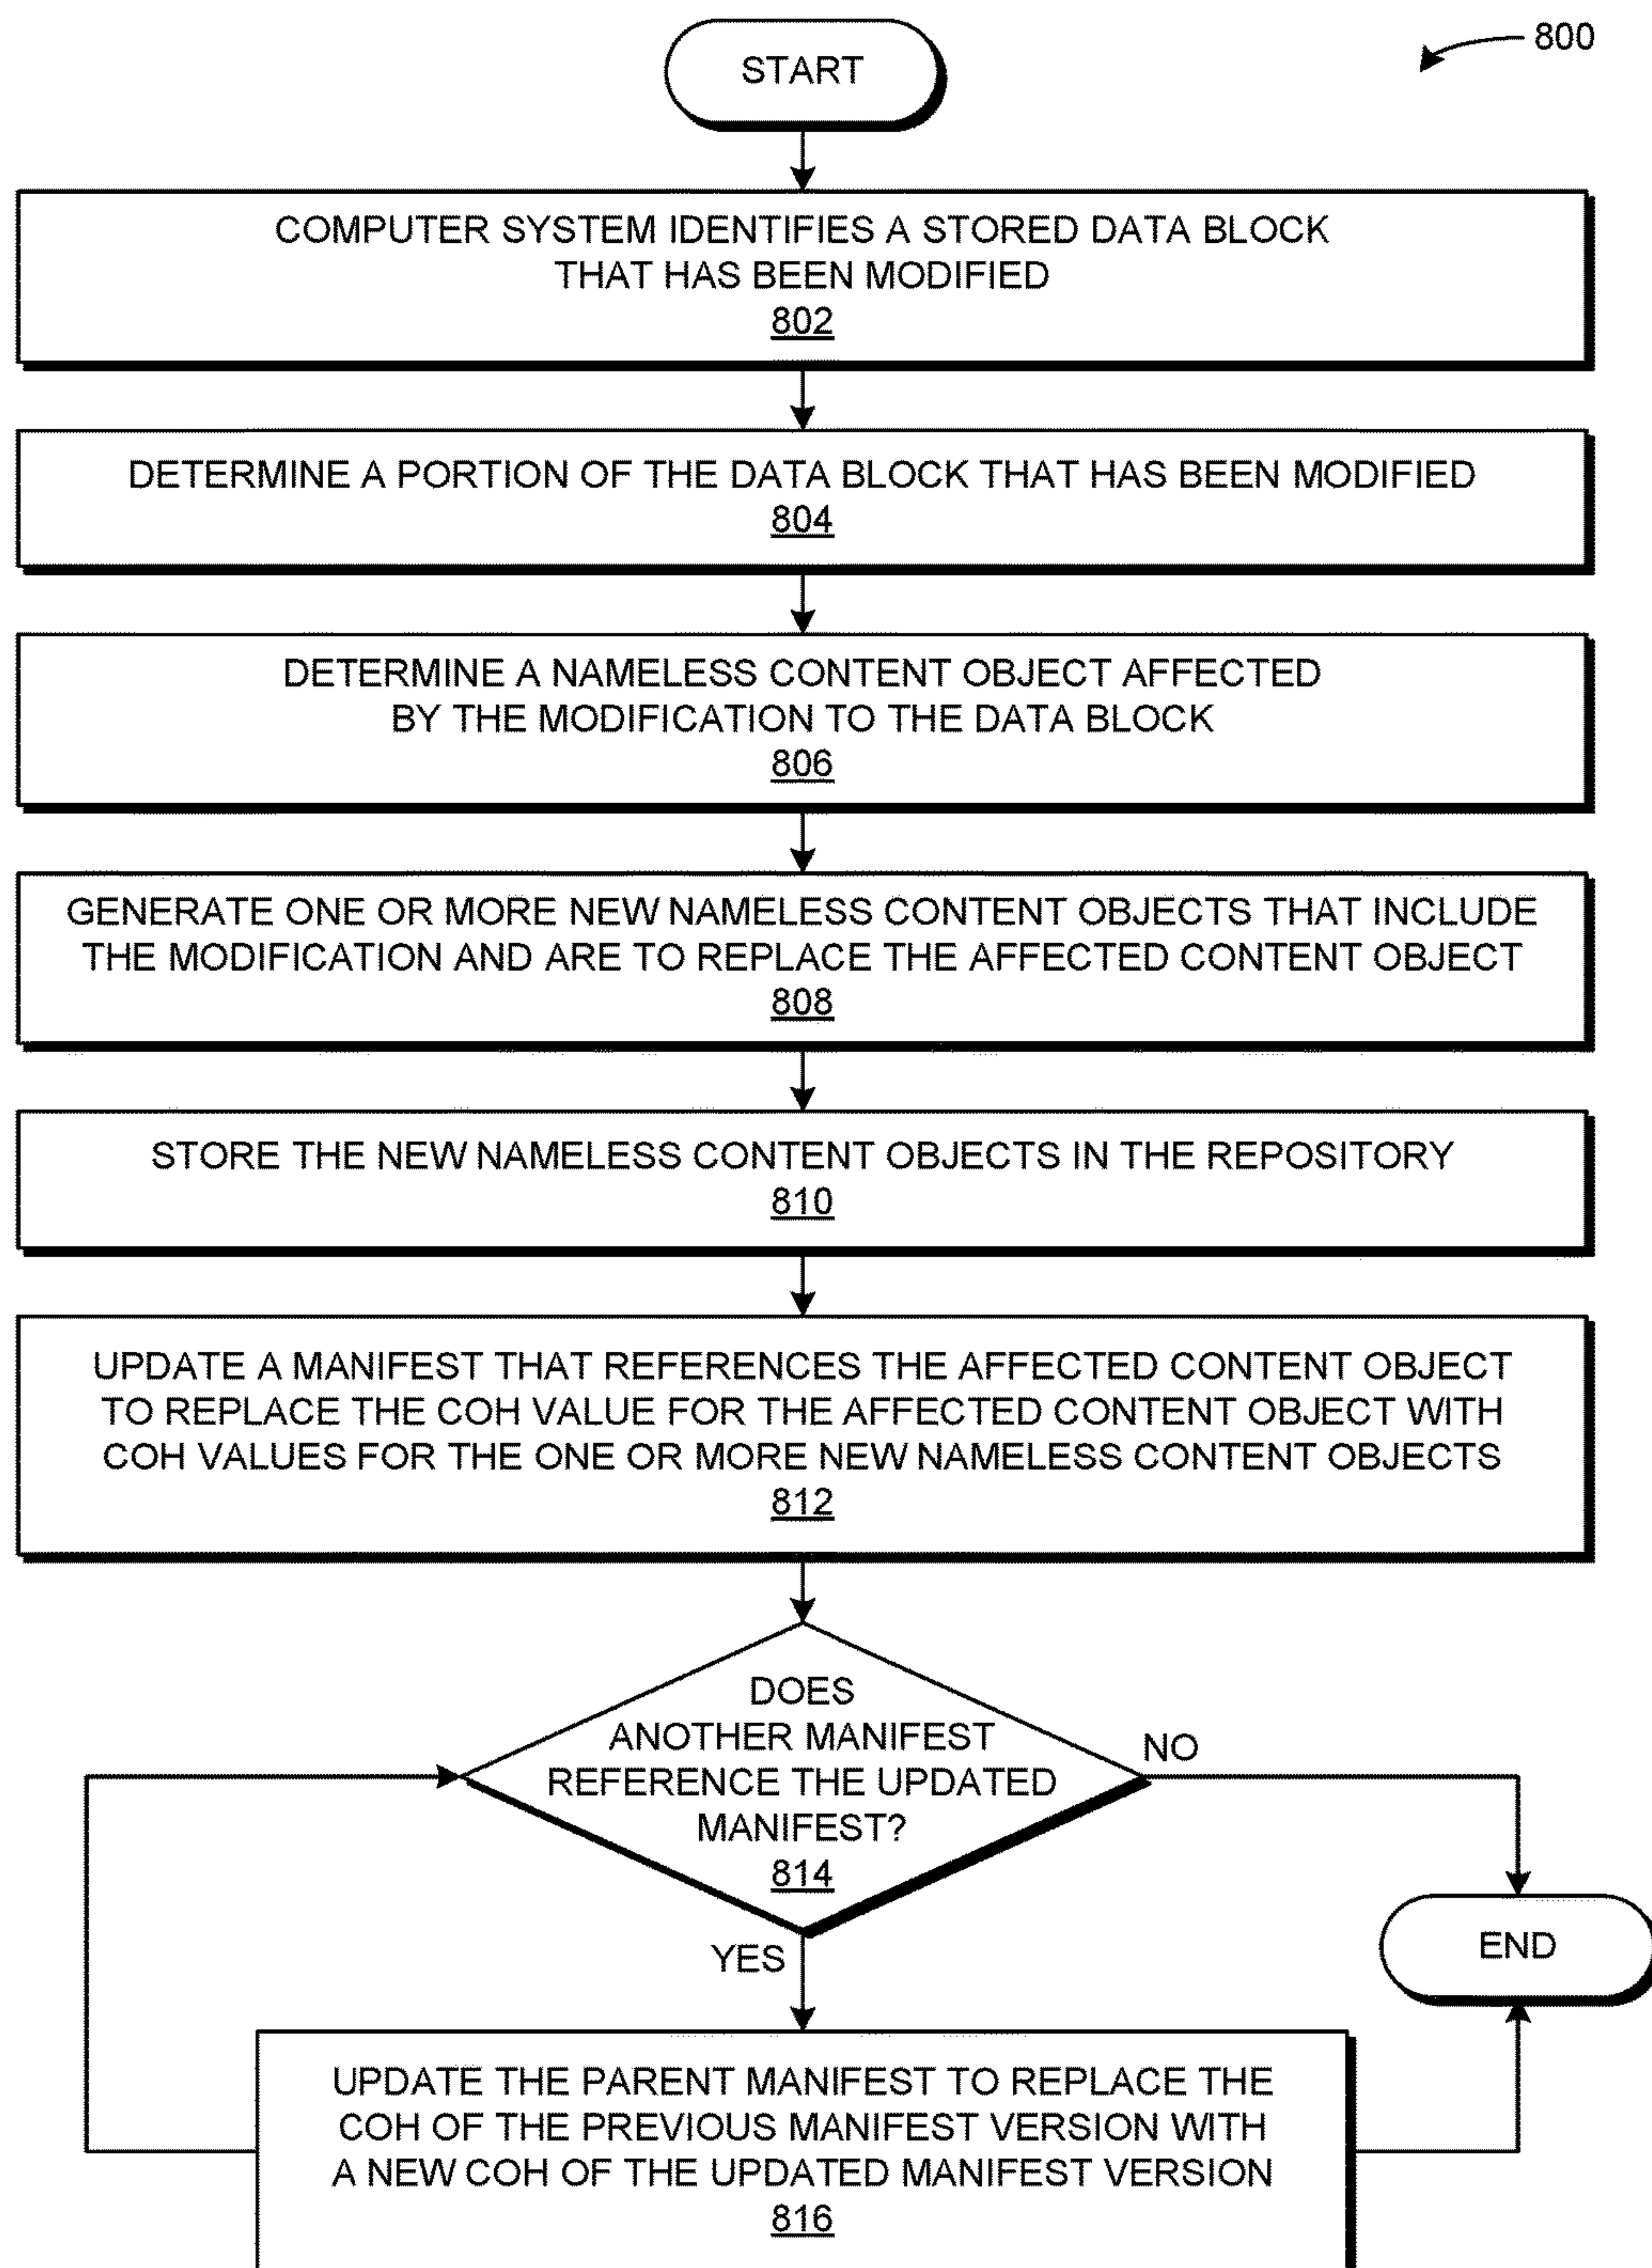 800
START
COMPUTER SYSTEM IDENTIFIES A STORED DATA BLOCK
THAT HAS BEEN MODIFIED
802
DETERMINE A PORTION OF THE DATA BLOCK THAT HAS BEEN MODIFIED
804
DETERMINE A NAMELESS CONTENT OBJECT AFFECTED
BY THE MODIFICATION TO THE DATA BLOCK
806
GENERATE ONE OR MORE NEW NAMELESS CONTENT OBJECTS THAT INCLUDE
THE MODIFICATION AND ARE TO REPLACE THE AFFECTED CONTENT OBJECT
808
STORE THE NEW NAMELESS CONTENT OBJECTS IN THE REPOSITORY
810
UPDATE A MANIFEST THAT REFERENCES THE AFFECTED CONTENT OBJECT
TO REPLACE THE COH VALUE FOR THE AFFECTED CONTENT OBJECT WITH
COH VALUES FOR THE ONE OR MORE NEW NAMELESS CONTENT OBJECTS
812
DOES
ANOTHER MANIFEST
REFERENCE THE UPDATED
MANIFEST?
814
NO
YES
END
UPDATE THE PARENT MANIFEST TO REPLACE THE
COH OF THE PREVIOUS MANIFEST VERSION WITH
A NEW COH OF THE UPDATED MANIFEST VERSION
816